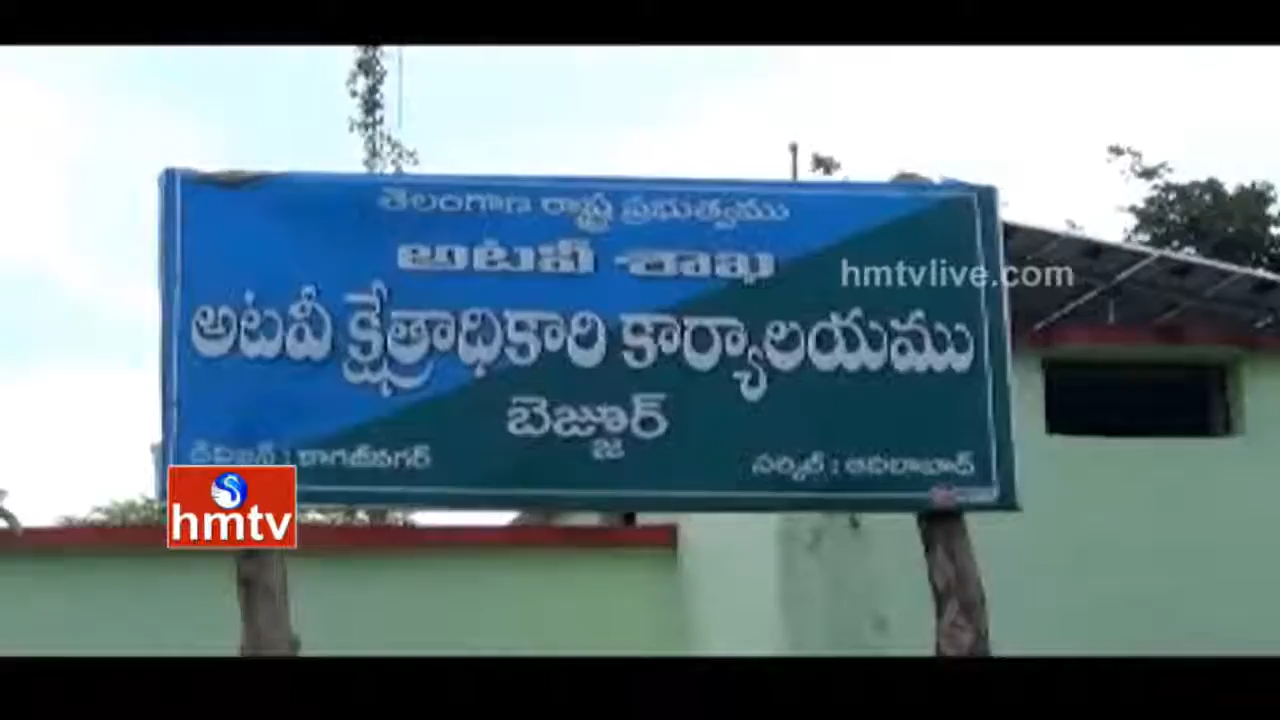 తెలంగాణ రాష్ట్ర ప్రభుత్వము
అటవీ శాఖ
hmtvlive.com
అటవీ క్షేత్రాధికారి కార్యాలయము
బెజ్జూర్
డివిజన్ : కాగజ్‌నగర్
సర్కిల్ : ఆదిలాబాద్
hmtv